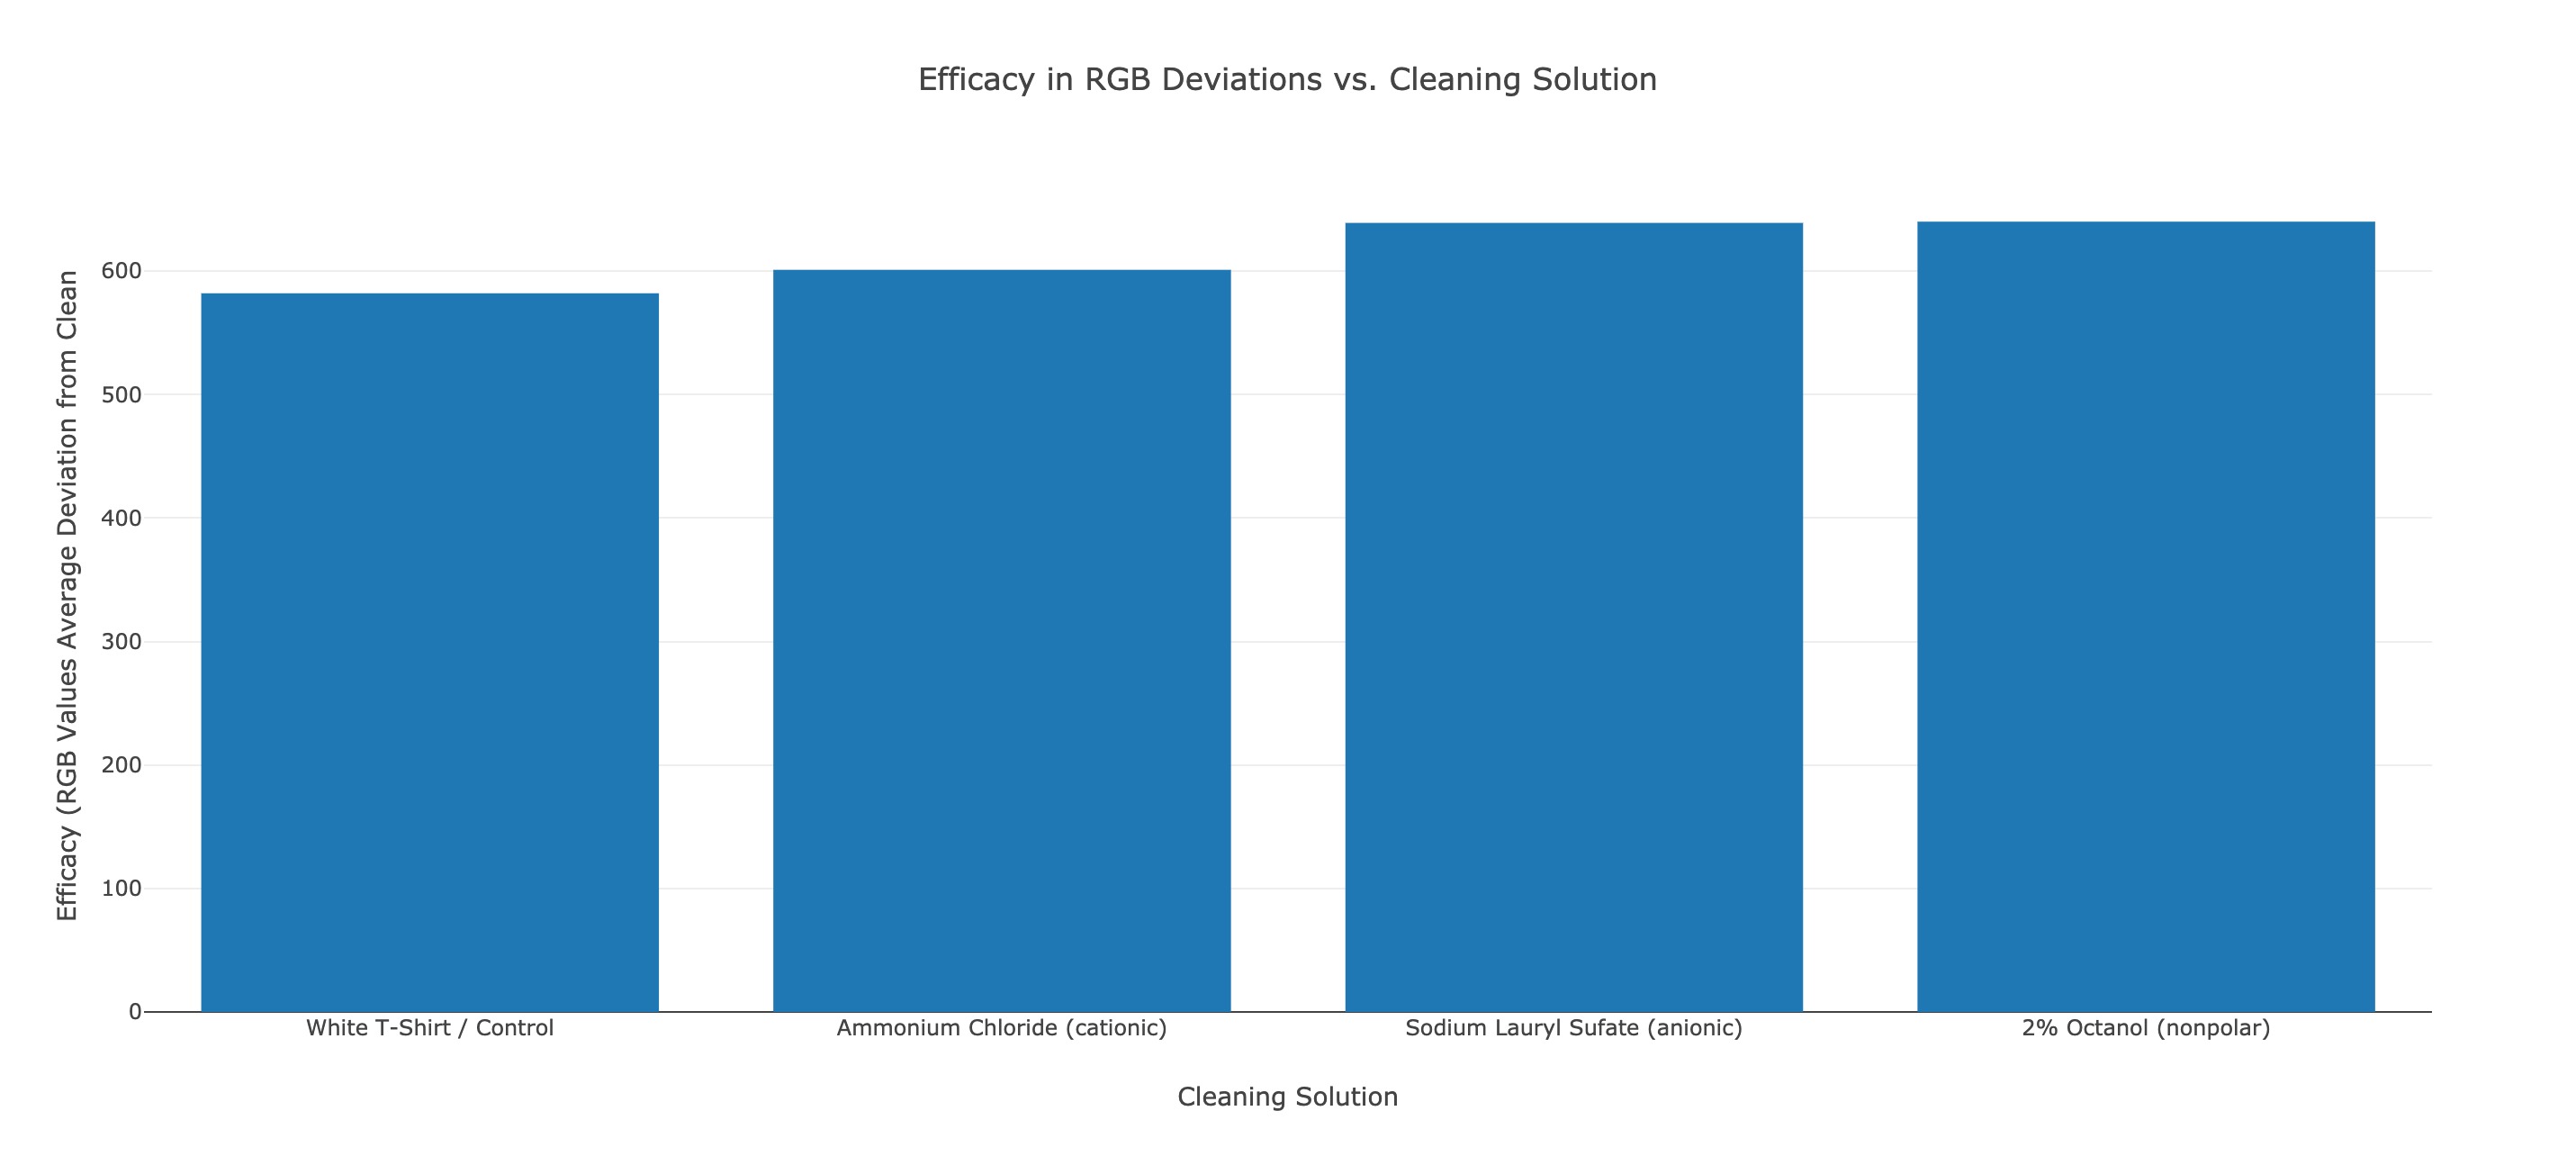 Efficacy in RGB Deviations vs. Cleaning Solution
Efficacy (RGB Values Average Deviation from Clean
600
500
400
300
200
100
0
White T-Shirt / Control
Ammonium Chloride (cationic)
Sodium Lauryl Sufate (anionic)
2% Octanol (nonpolar)
Cleaning Solution